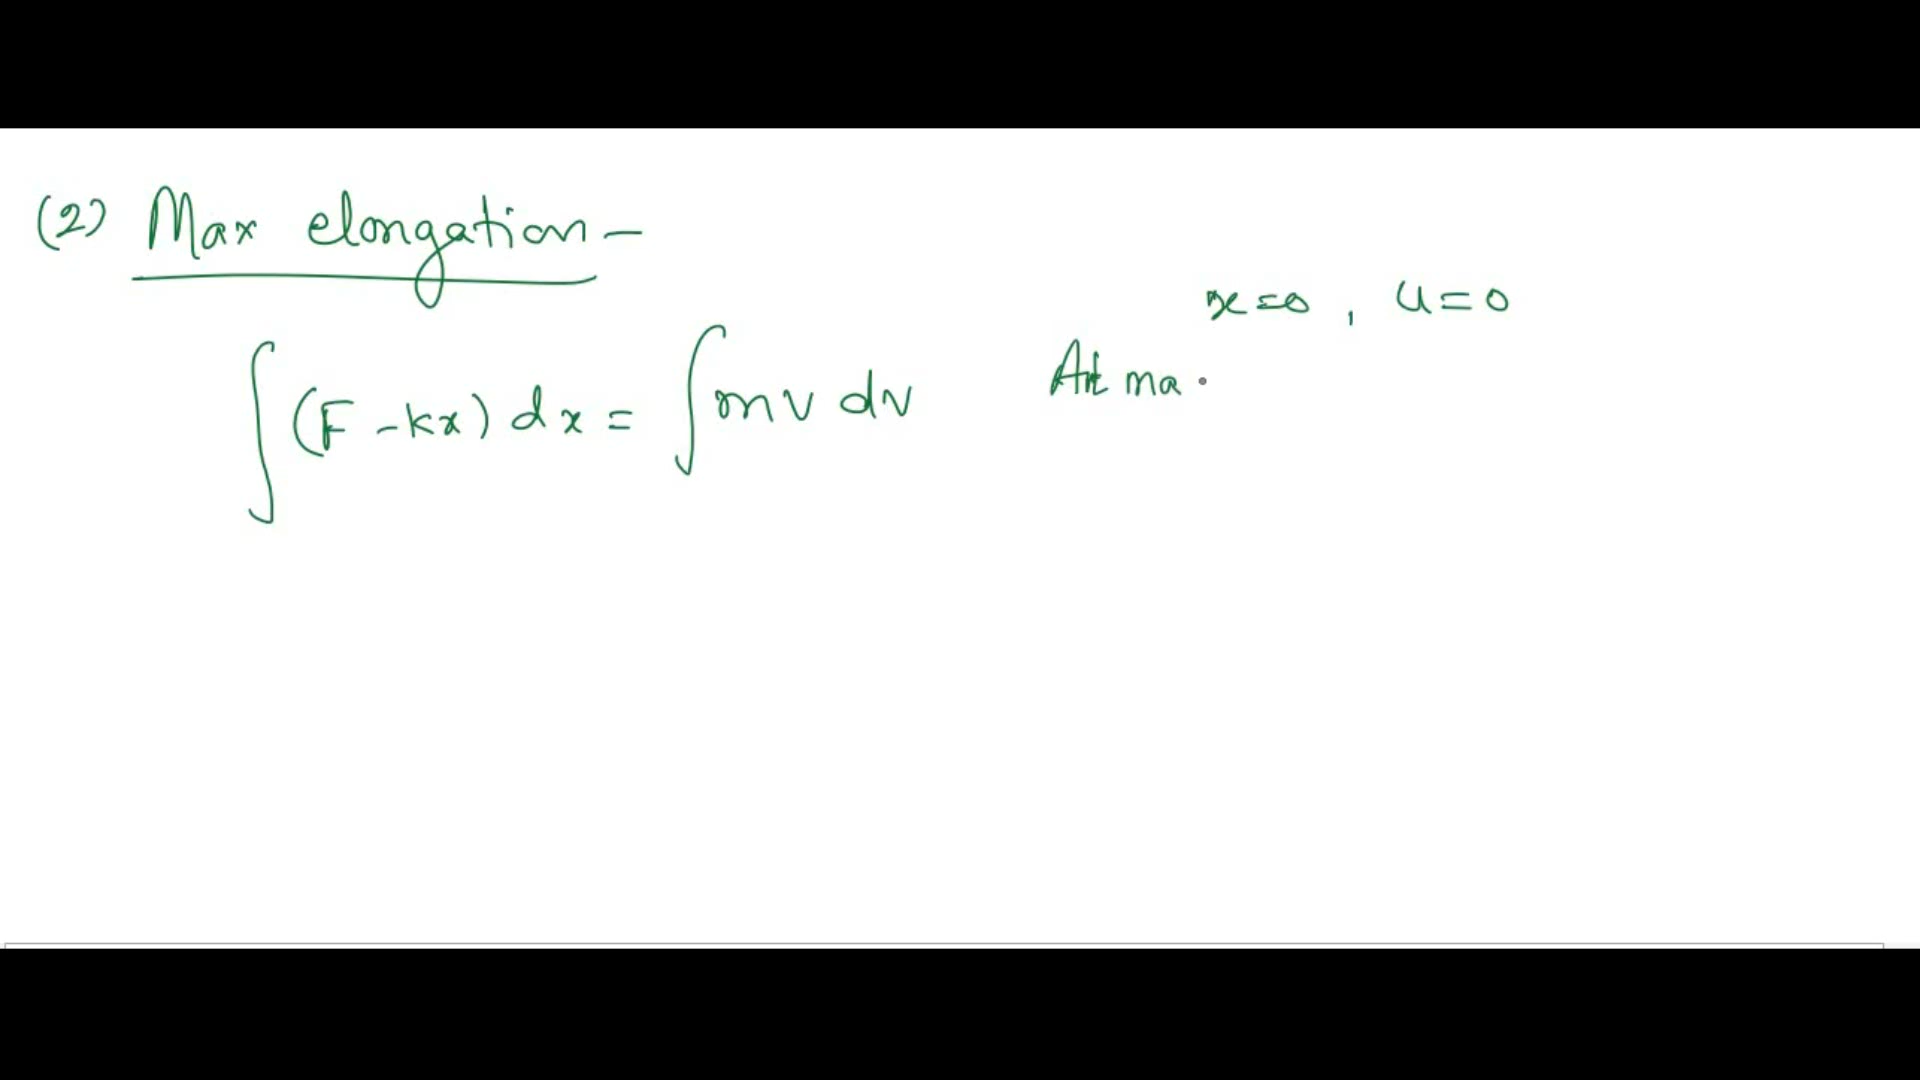 (2) Max elongation -
x=0 , u=0
∫(F - kx) dx = ∫mv dv
At ma